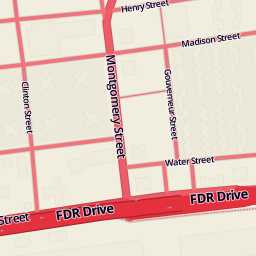 Henry Street
Madison Street
Montgomery Street
Gouverneur Street
Clinton Street
Water Street
FDR Drive
FDR Drive
Street